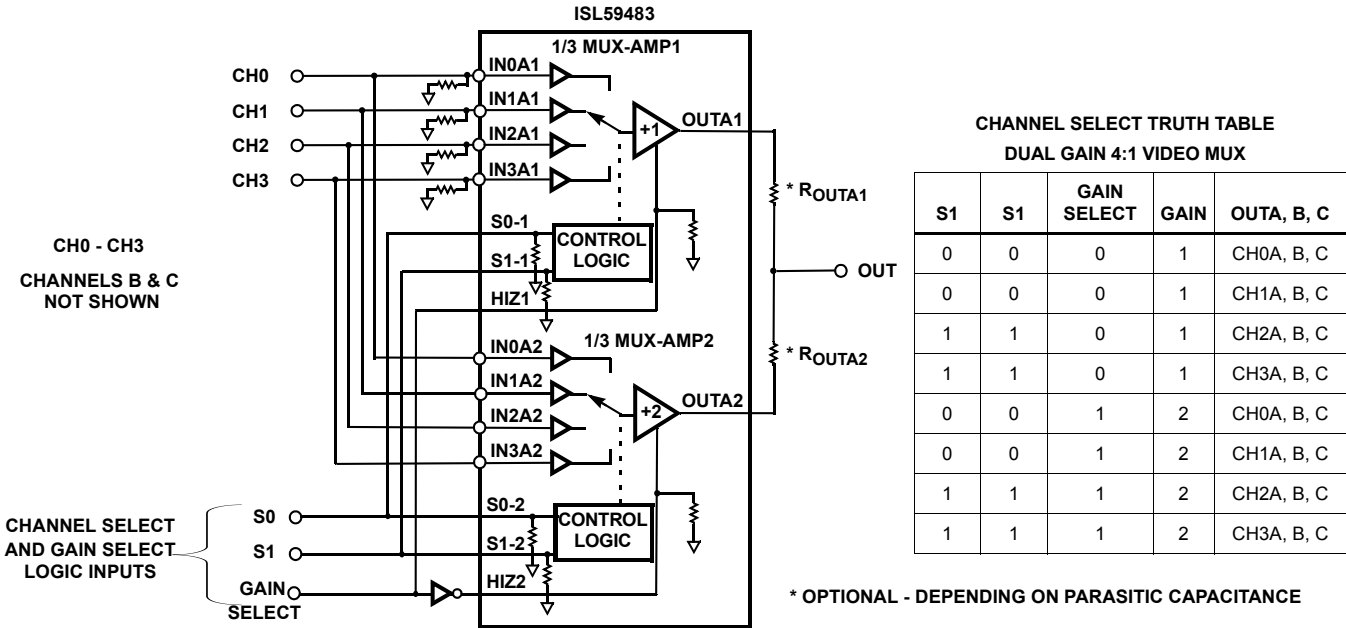 ISL59483
1/3 MUX-AMP1
CH0
IN0A1
CH1
IN1A1
CH2
IN2A1
CH3
IN3A1
+1
OUTA1
* ROUTA1
S0-1
S1-1
HIZ1
CONTROL
LOGIC
CH0 - CH3
CHANNELS B & C
NOT SHOWN
OUT
1/3 MUX-AMP2
IN0A2
IN1A2
IN2A2
IN3A2
+2
OUTA2
* ROUTA2
S0-2
S1-2
HIZ2
CONTROL
LOGIC
CHANNEL SELECT
AND GAIN SELECT
LOGIC INPUTS
S0
S1
GAIN
SELECT
CHANNEL SELECT TRUTH TABLE
DUAL GAIN 4:1 VIDEO MUX
S1 S1 GAIN SELECT GAIN OUTA, B, C
0 0 0 1 CH0A, B, C
0 0 0 1 CH1A, B, C
1 1 0 1 CH2A, B, C
1 1 0 1 CH3A, B, C
0 0 1 2 CH0A, B, C
0 0 1 2 CH1A, B, C
1 1 1 2 CH2A, B, C
1 1 1 2 CH3A, B, C
* OPTIONAL - DEPENDING ON PARASITIC CAPACITANCE